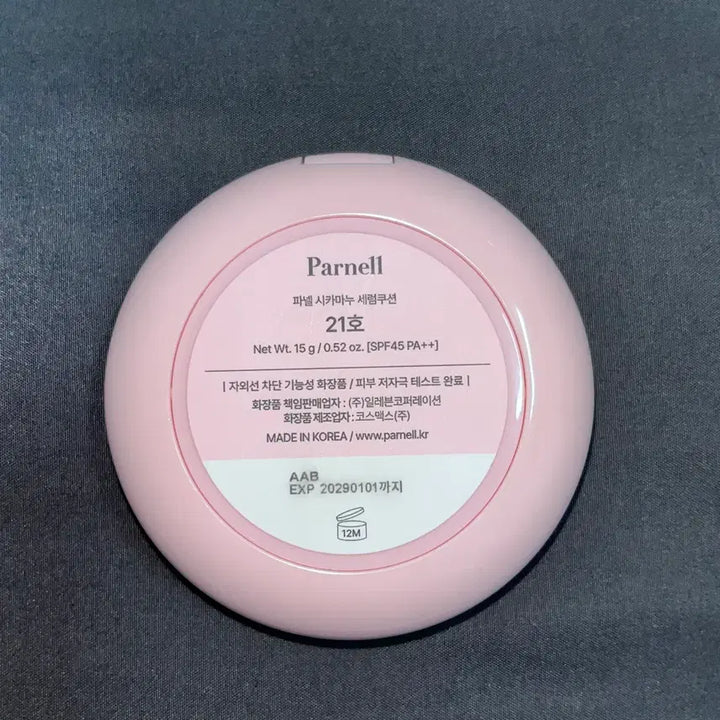 Parnell
파넬 시카마누 세럼쿠션
21호
Net Wt. 15 g / 0.52 oz. [SPF45 PA++]
| 자외선 차단 기능성 화장품 / 피부 저자극 테스트 완료 |
화장품 책임판매업자 : (주)일레븐코퍼레이션
화장품 제조업자 : 코스맥스(주)
MADE IN KOREA / www.parnell.kr
AAB
EXP 20290101까지
12M